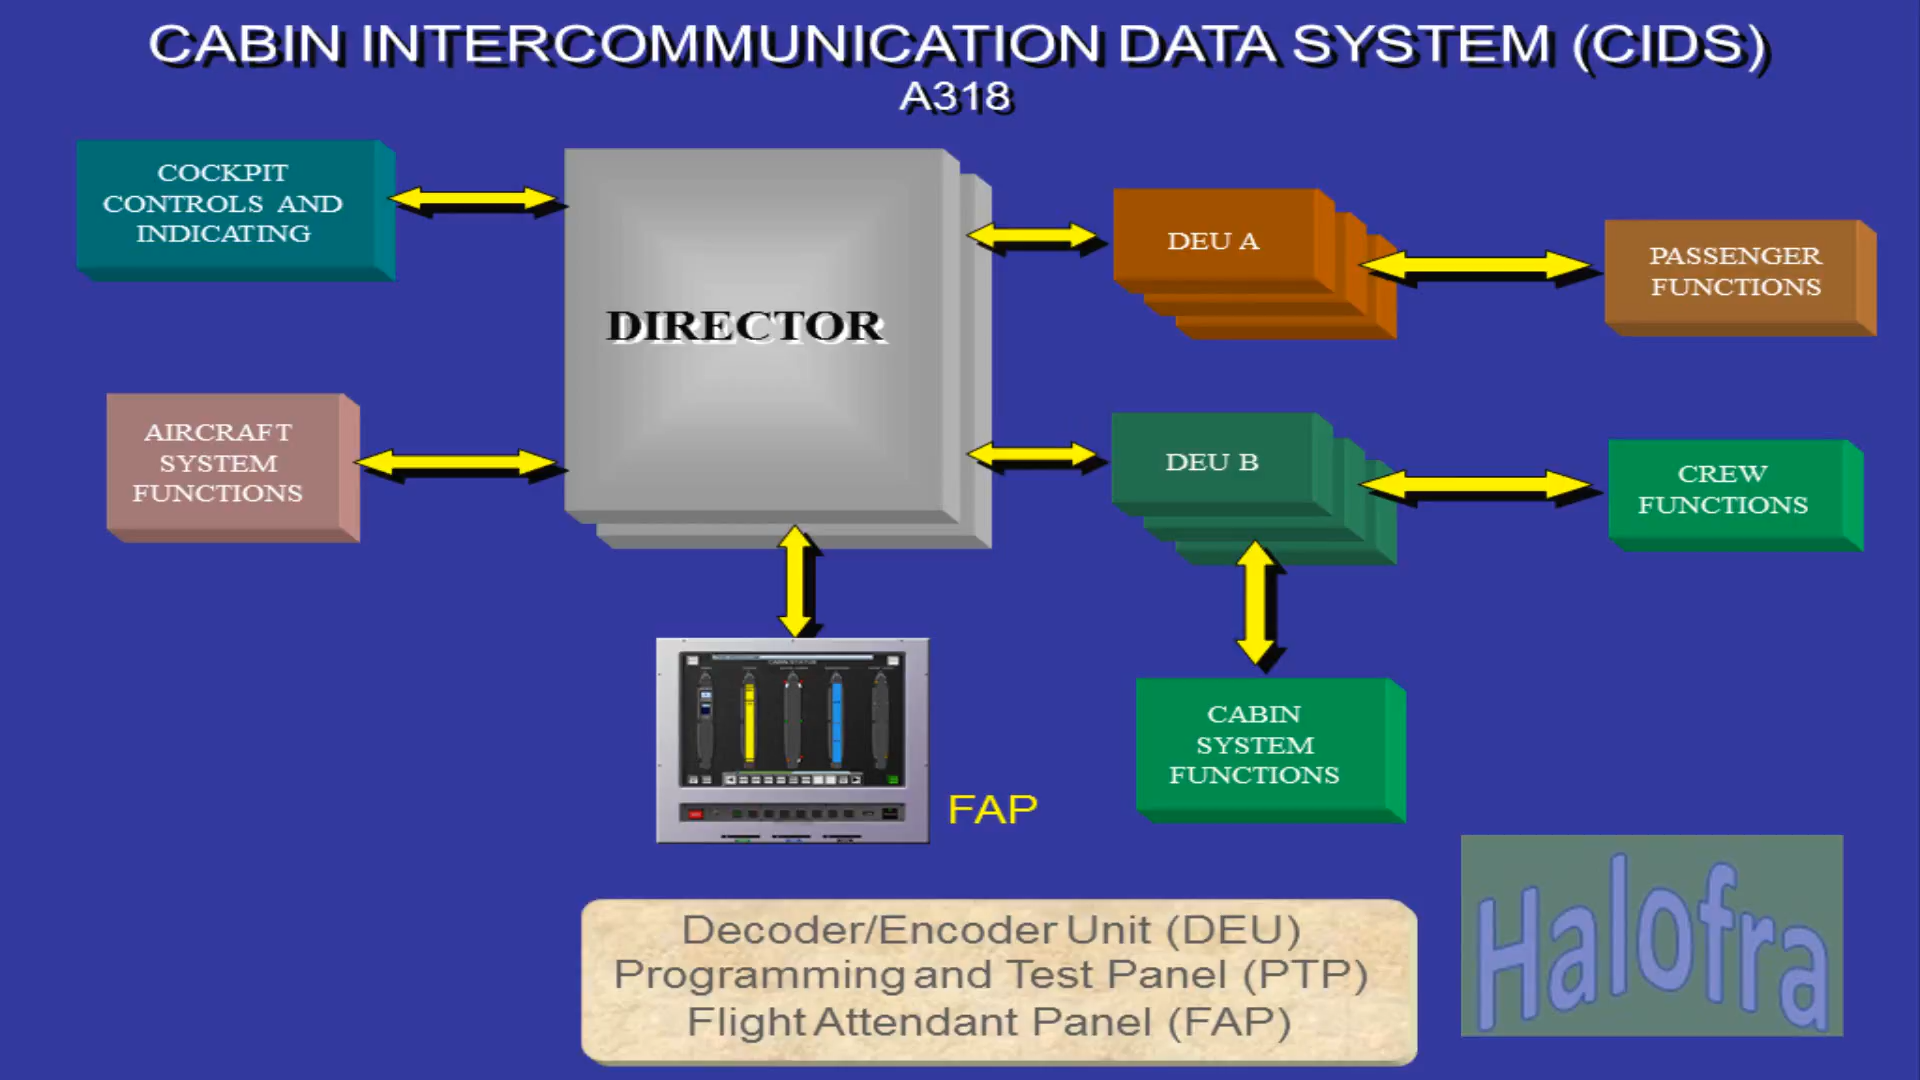 CABIN INTERCOMMUNICATION DATA SYSTEM (CIDS)
A318
COCKPIT
CONTROLS AND
INDICATING
DIRECTOR
DEU A
PASSENGER
FUNCTIONS
AIRCRAFT
SYSTEM
FUNCTIONS
DEU B
CREW
FUNCTIONS
CABIN STATUS
FAP
CABIN
SYSTEM
FUNCTIONS
Decoder/Encoder Unit (DEU)
Programming and Test Panel (PTP)
Flight Attendant Panel (FAP)
Halofra